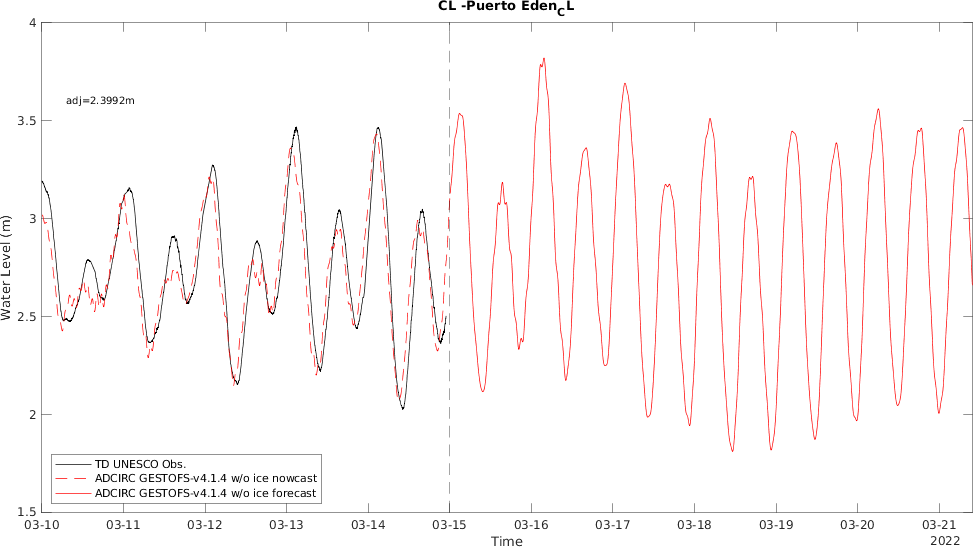 CL -Puerto Eden_CL
4
adj=2.3992m
3.5
3
Water Level (m)
2.5
2
TD UNESCO Obs.
ADCIRC GESTOFS-v4.1.4 w/o ice nowcast
ADCIRC GESTOFS-v4.1.4 w/o ice forecast
1.5
03-10 03-11 03-12 03-13 03-14 03-15 03-16 03-17 03-18 03-19 03-20 03-21
Time
2022